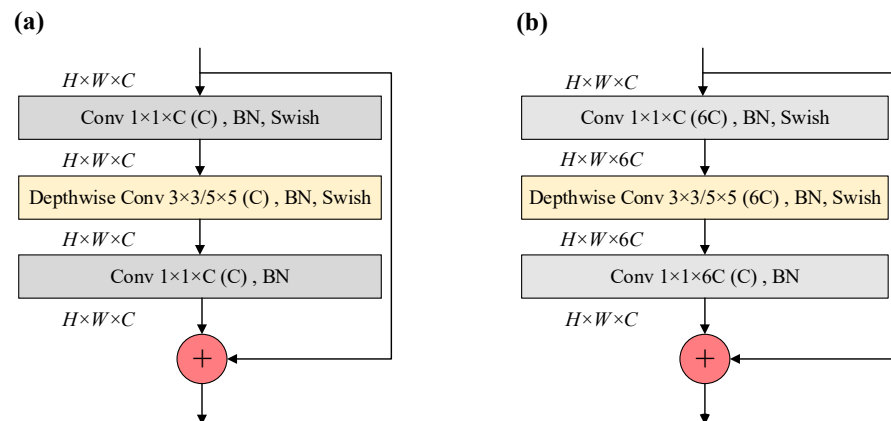 (a)
H×W×C
Conv 1×1×C (C) , BN, Swish
H×W×C
Depthwise Conv 3×3/5×5 (C) , BN, Swish
H×W×C
Conv 1×1×C (C) , BN
H×W×C
+
(b)
H×W×C
Conv 1×1×C (6C) , BN, Swish
H×W×6C
Depthwise Conv 3×3/5×5 (6C) , BN, Swish
H×W×6C
Conv 1×1×6C (C) , BN
H×W×C
+